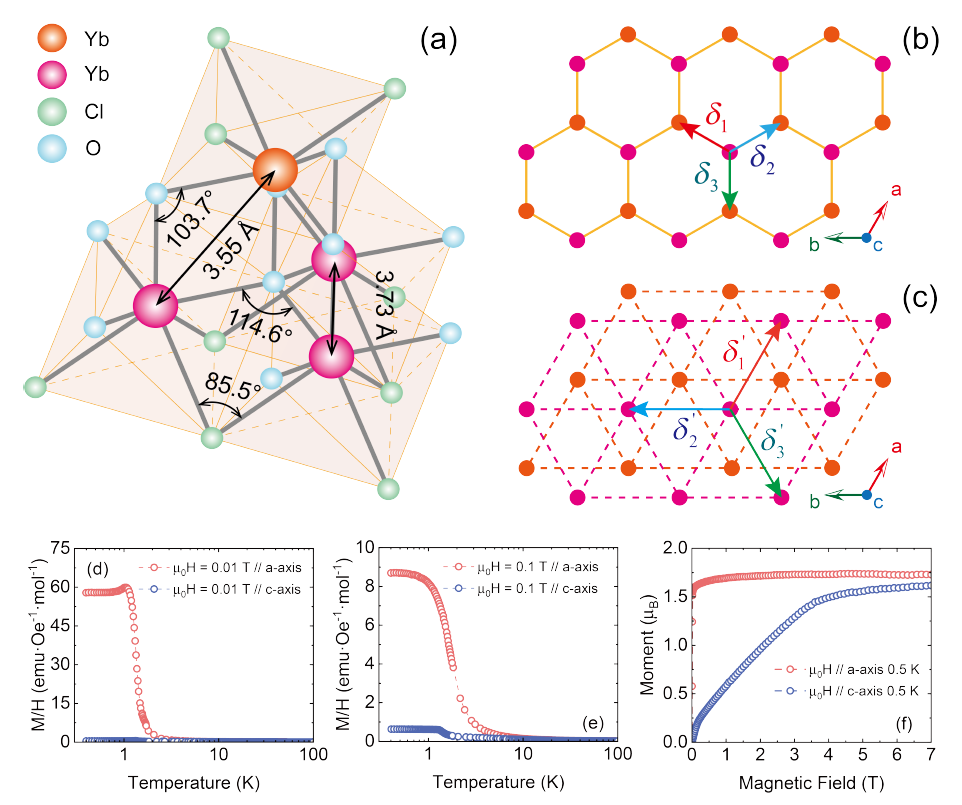 (a)
Yb
Yb
Cl
O
103.7°
3.55 Å
114.6°
3.73 Å
85.5°
(b)
δ1
δ2
δ3
a
b
c
(c)
δ1'
δ2'
δ3'
a
b
c
(d)
μ0H = 0.01 T // a-axis
μ0H = 0.01 T // c-axis
M/H (emu·Oe-1·mol-1)
75
60
45
30
15
0
1
10
100
Temperature (K)
μ0H = 0.1 T // a-axis
μ0H = 0.1 T // c-axis
(e)
M/H (emu·Oe-1·mol-1)
10
8
6
4
2
0
1
10
100
Temperature (K)
Moment (μB)
2.0
1.5
1.0
0.5
0.0
μ0H // a-axis 0.5 K
μ0H // c-axis 0.5 K
(f)
0 1 2 3 4 5 6 7
Magnetic Field (T)